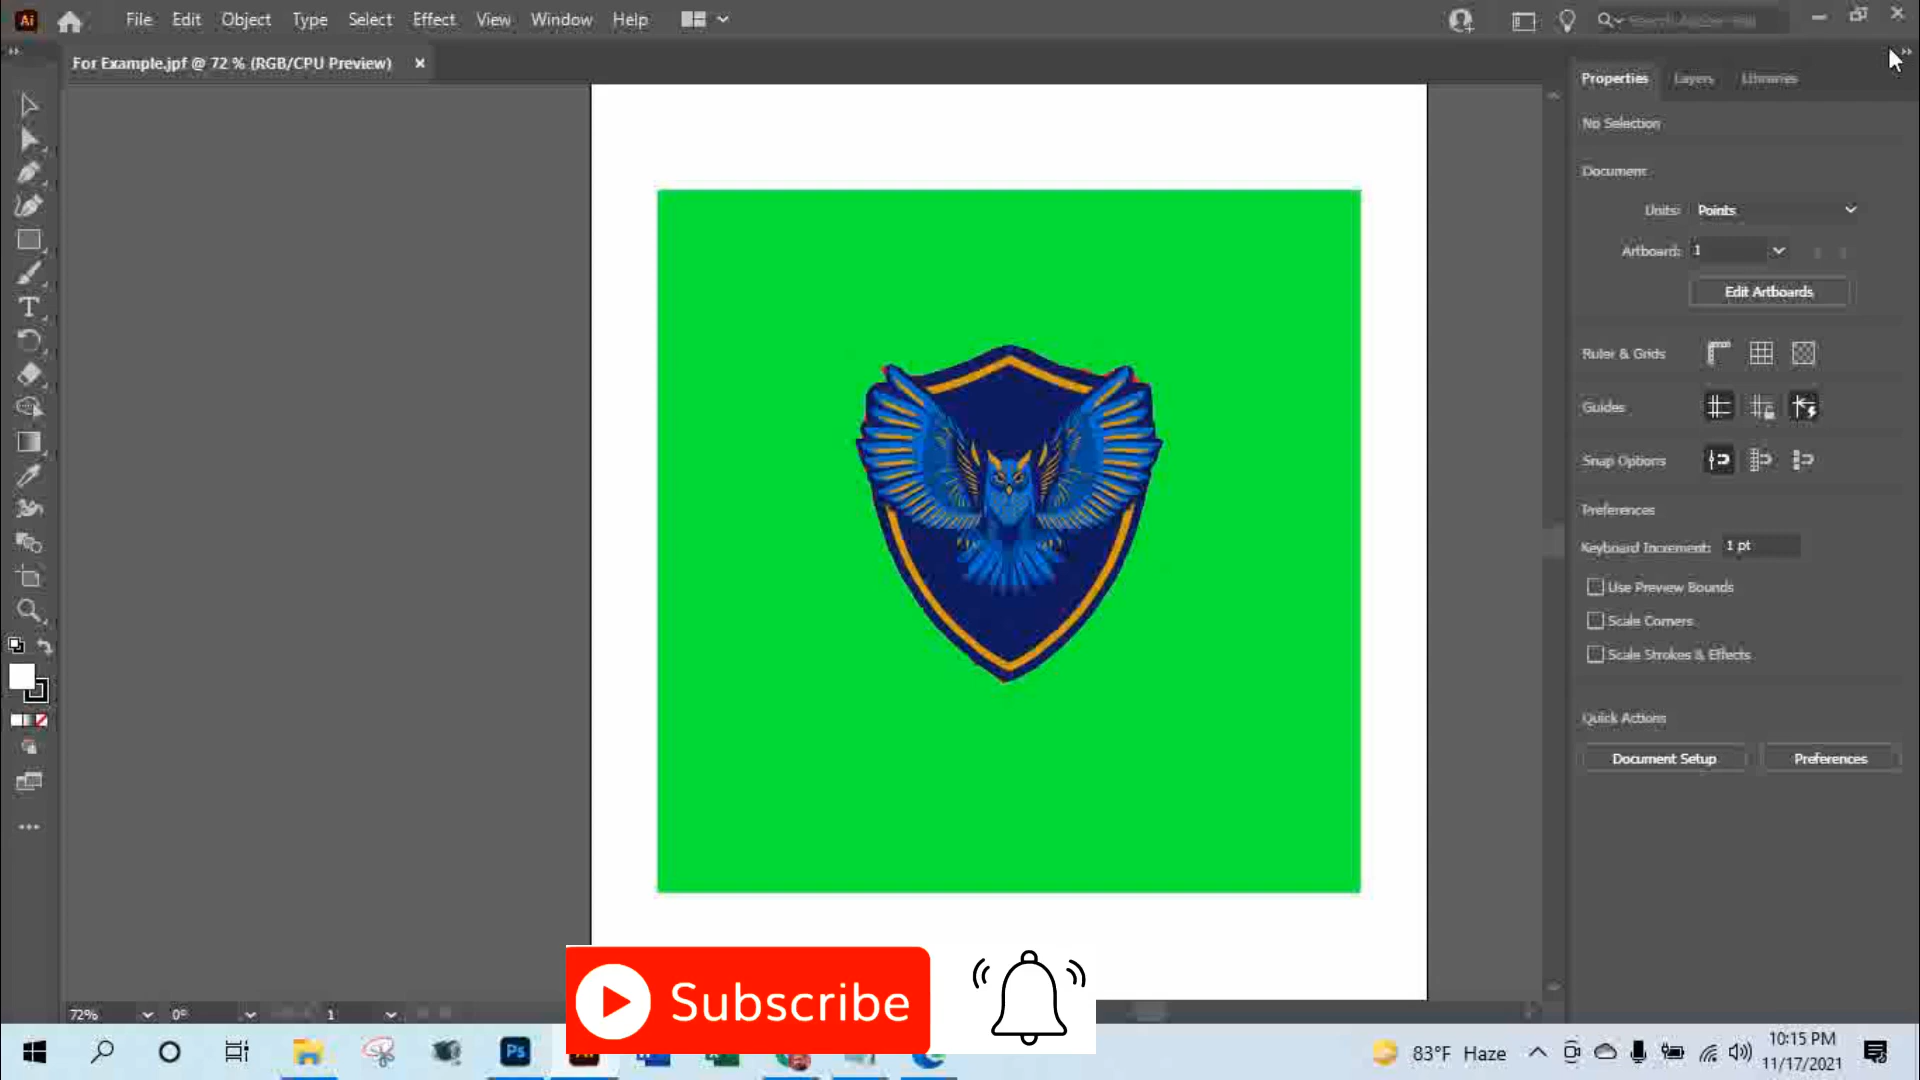 Ai File Edit Object Type Select Effect View Window Help
For Example.jpf @ 72 % (RGB/CPU Preview) ×
Properties Layers Libraries
No Selection
Document
Units: Points
Artboard: 1
Edit Artboards
Ruler & Grids
Guides
Snap Options
Preferences
Keyboard Increment: 1 pt
Use Preview Bounds
Scale Corners
Scale Strokes & Effects
Quick Actions
Document Setup Preferences
72% 0° 1
Subscribe
Ps
83°F Haze
10:15 PM
11/17/2021